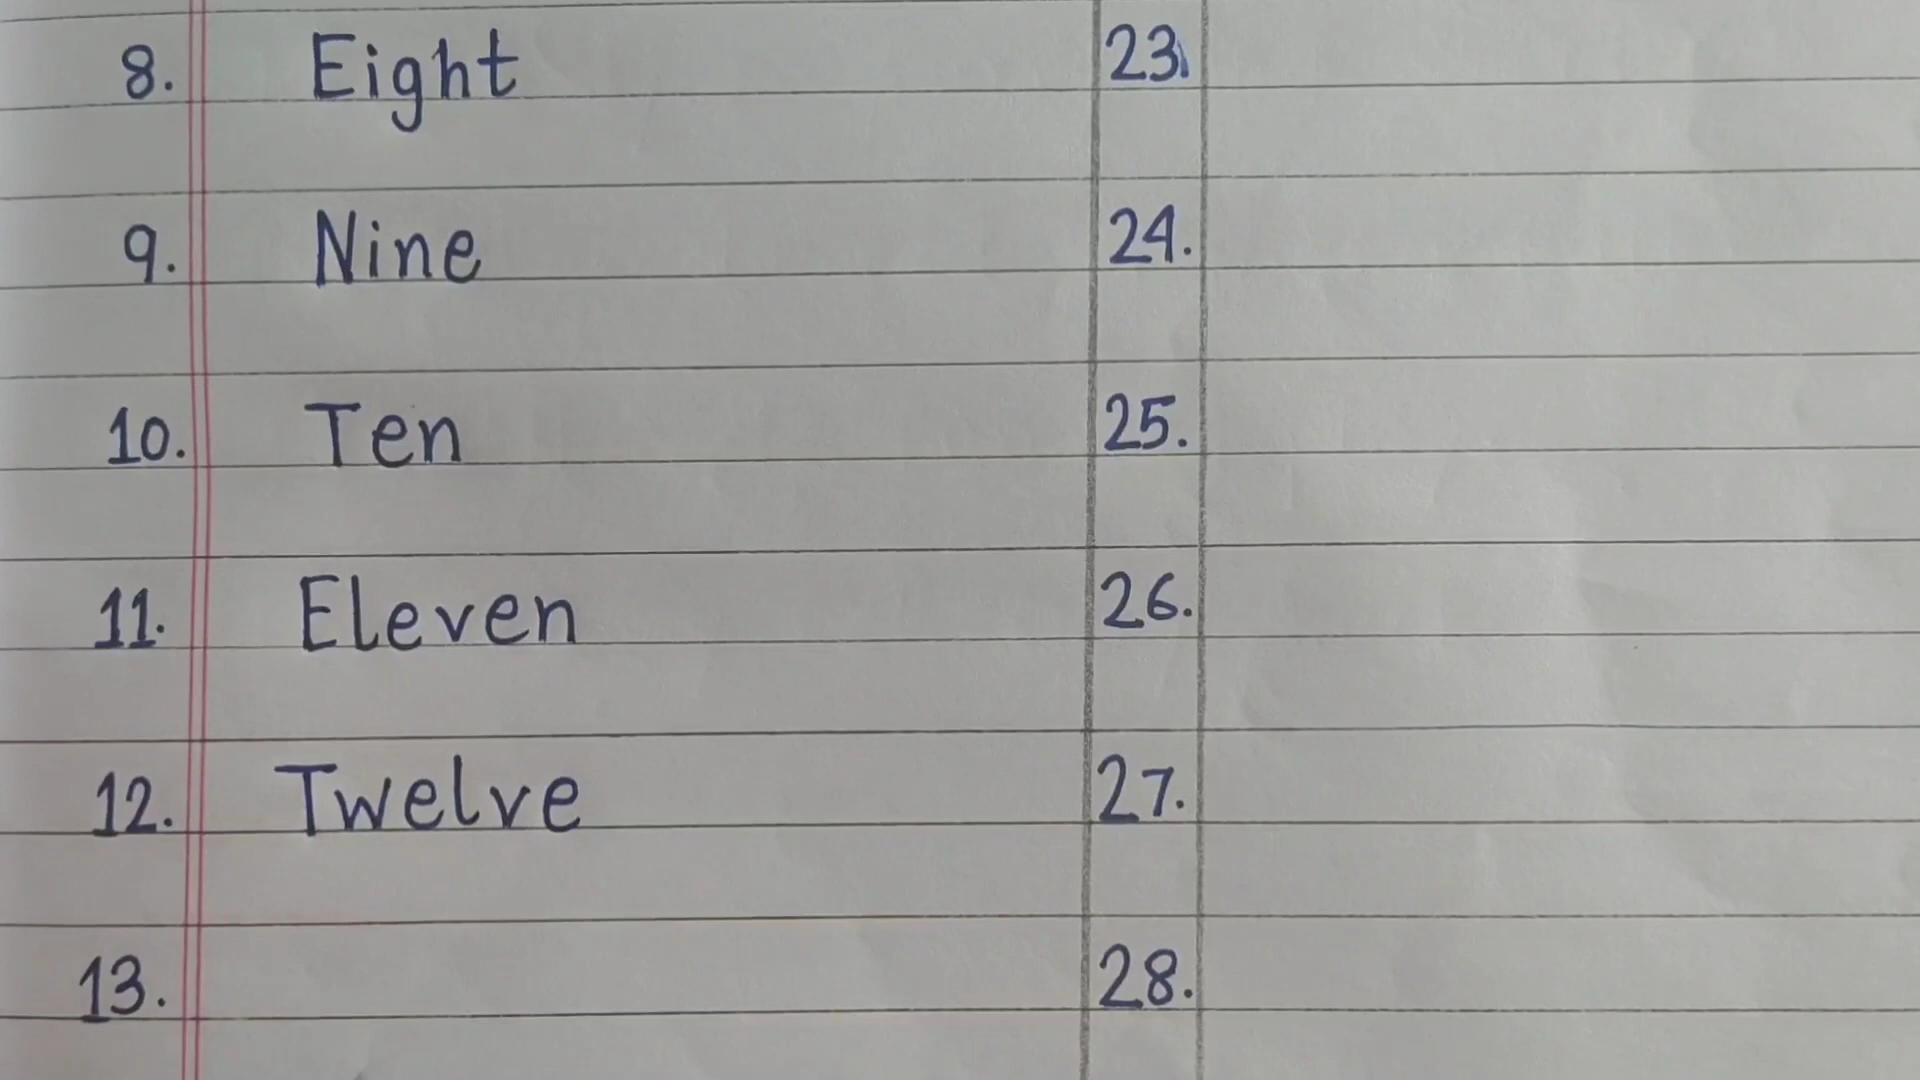 8. Eight 23.
9. Nine 24.
10. Ten 25.
11. Eleven 26.
12. Twelve 27.
13. 28.